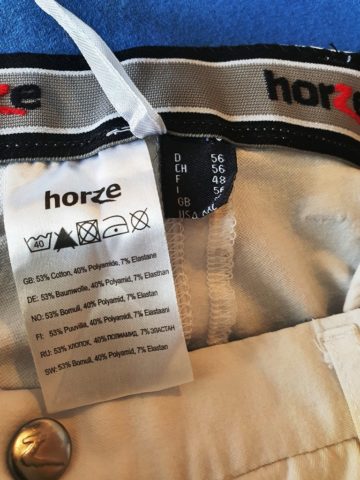 horze
horze
D 56
CH 56
F 48
I 56
GB
USA
horze
40
GB: 53% Cotton, 40% Polyamide, 7% Elastane
DE: 53% Baumwolle, 40% Polyamid, 7% Elasthan
NO: 53% Bomull, 40% Polyamid, 7% Elastan
FI: 53% Puuvilla, 40% Polyamidi, 7% Elastaani
RU: 53% ХЛОПОК, 40% ПОЛИАМИД, 7% ЭЛАСТАН
SW: 53% Bomull, 40% Polyamid, 7% Elastan